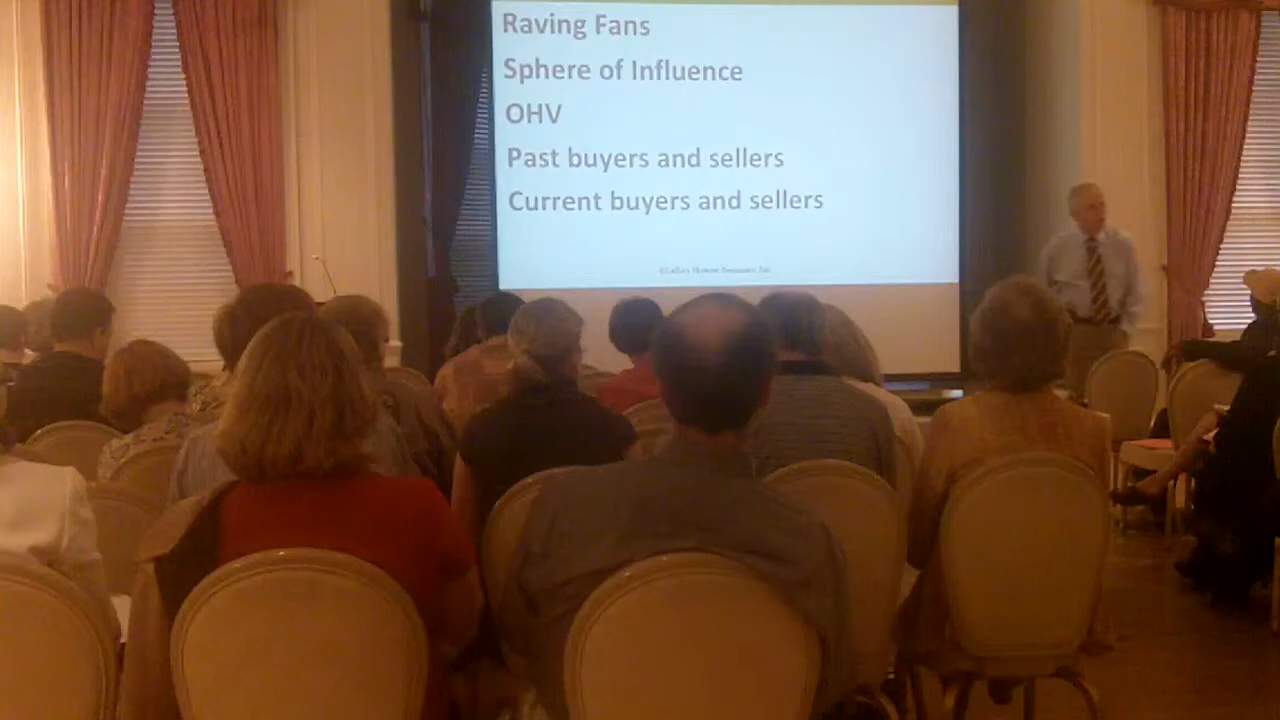 Raving Fans
Sphere of Influence
OHV
Past buyers and sellers
Current buyers and sellers